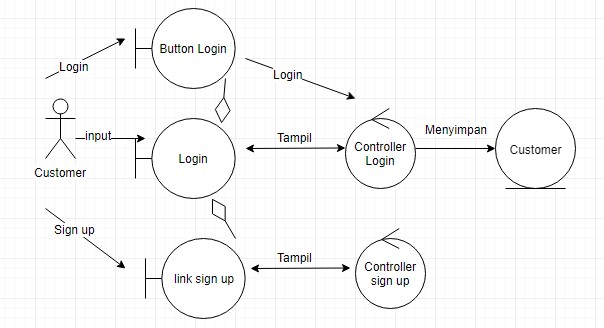 Button Login
Login
Login
input
Login
Tampil
Controller
Login
Menyimpan
Customer
Customer
Sign up
link sign up
Tampil
Controller
sign up